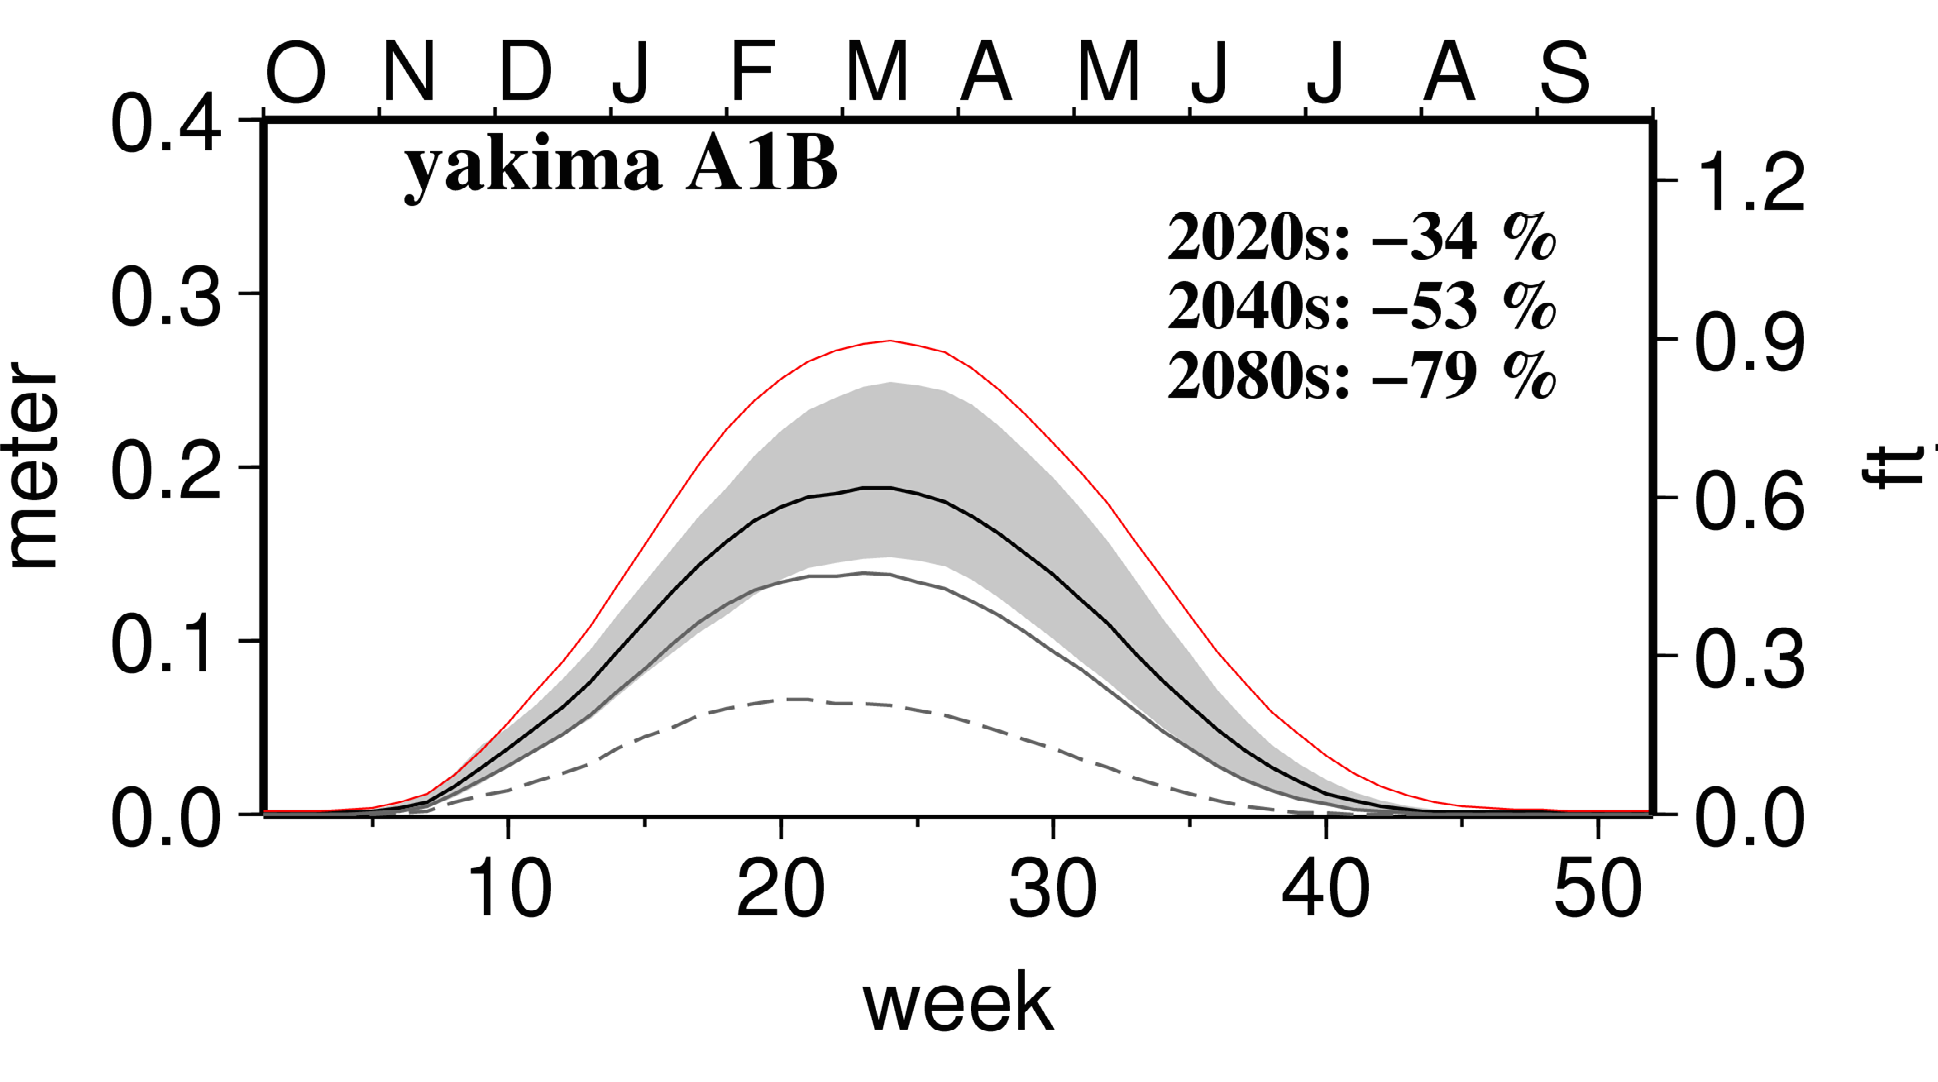 O N D J F M A M J J A S
yakima A1B
2020s: −34 %
2040s: −53 %
2080s: −79 %
0.4
0.3
0.2
0.1
0.0
meter
1.2
0.9
0.6
0.3
0.0
ft
10 20 30 40 50
week